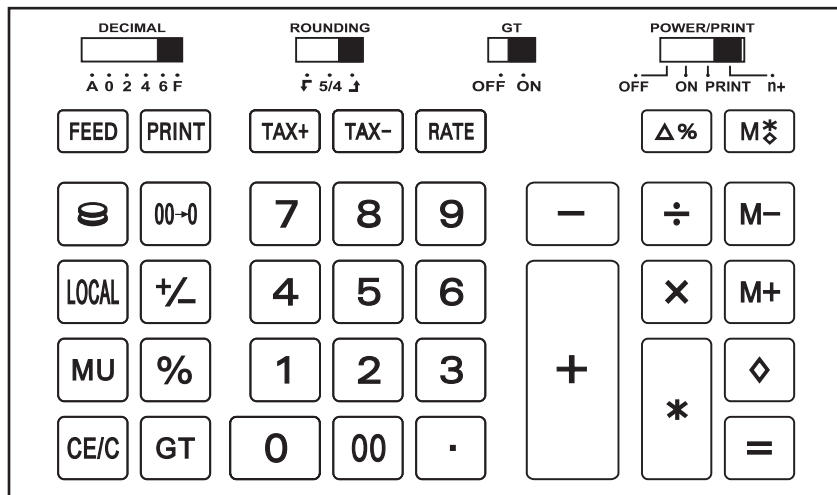 DECIMAL ROUNDING GT POWER/PRINT
A 0 2 4 6 F 5/4 OFF ON OFF ON PRINT n+
FEED PRINT TAX+ TAX− RATE △% M*◇
00→0 7 8 9 − ÷ M−
LOCAL +/− 4 5 6 + × M+
MU % 1 2 3 * ◇
CE/C GT 0 00 . =